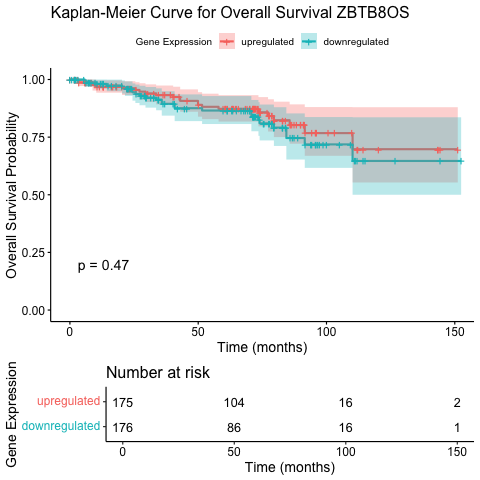 Kaplan-Meier Curve for Overall Survival ZBTB8OS
Gene Expression upregulated downregulated
1.00
0.75
0.50
0.25
0.00
Overall Survival Probability
p = 0.47
0 50 100 150
Time (months)
Number at risk
Gene Expression
upregulated 175 104 16 2
downregulated 176 86 16 1
0 50 100 150
Time (months)